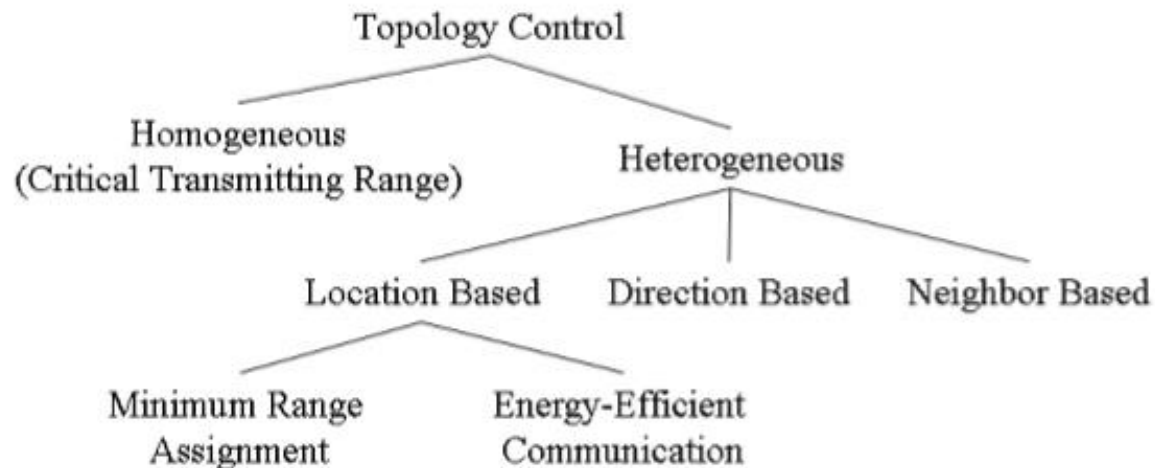 Topology Control
Homogeneous
(Critical Transmitting Range)
Heterogeneous
Location Based
Direction Based
Neighbor Based
Minimum Range
Assignment
Energy-Efficient
Communication